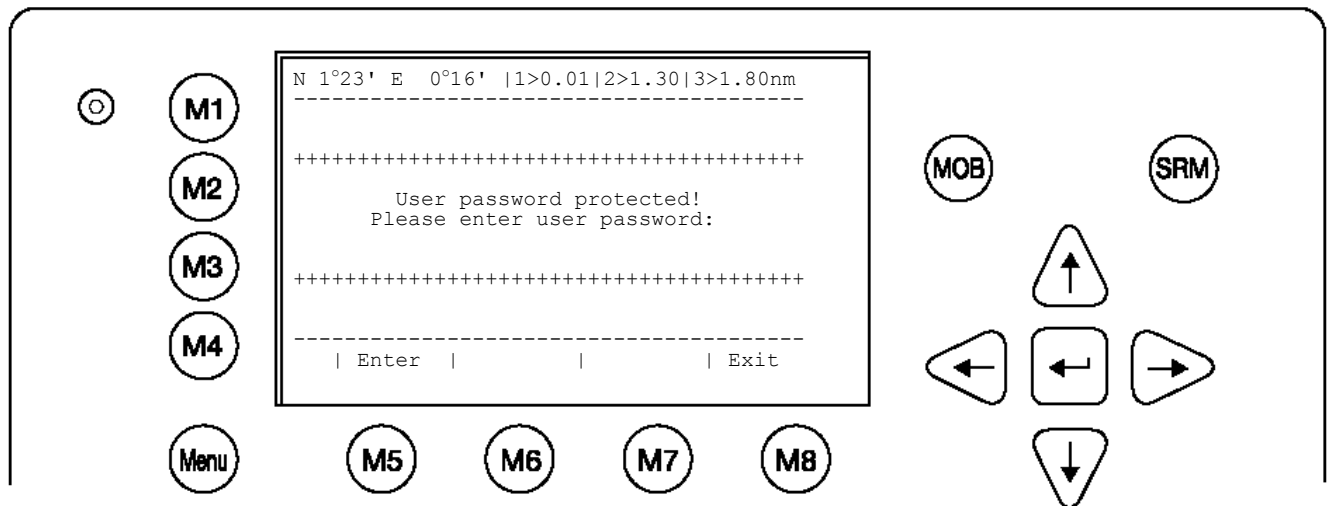 N 1°23' E  0°16' |1>0.01|2>1.30|3>1.80nm
----------------------------------------
++++++++++++++++++++++++++++++++++++++++
User password protected!
Please enter user password:
++++++++++++++++++++++++++++++++++++++++
----------------------------------------
| Enter  |         |         | Exit
M1
M2
M3
M4
Menu
M5
M6
M7
M8
MOB
SRM